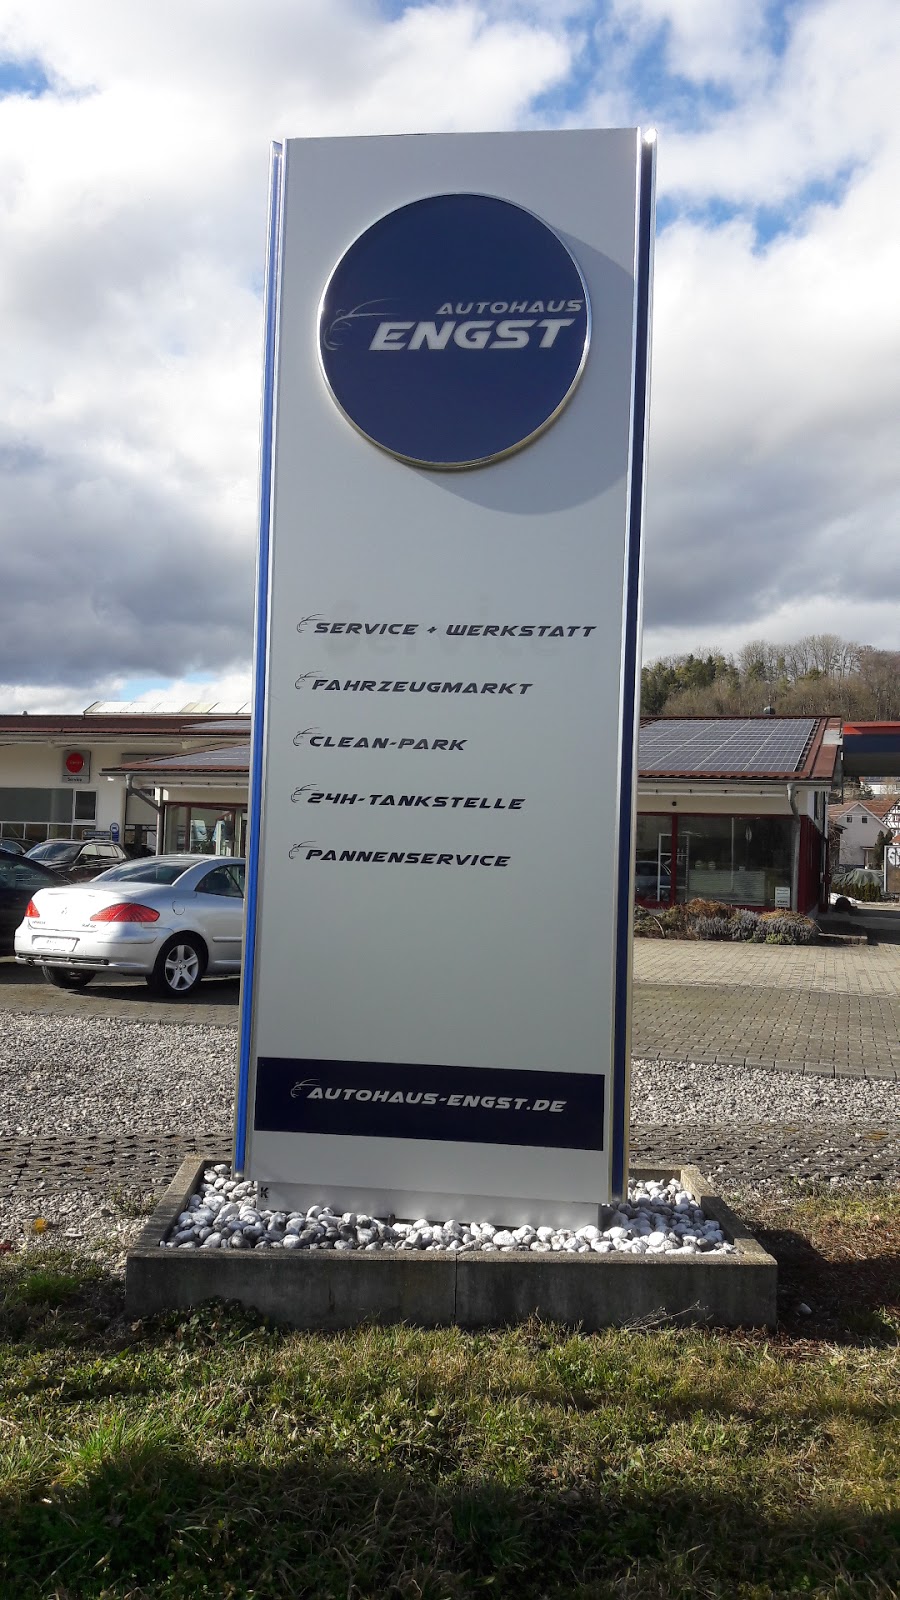 AUTOHAUS
ENGST
SERVICE + WERKSTATT
FAHRZEUGMARKT
CLEAN-PARK
24H-TANKSTELLE
PANNENSERVICE
AUTOHAUS-ENGST.DE